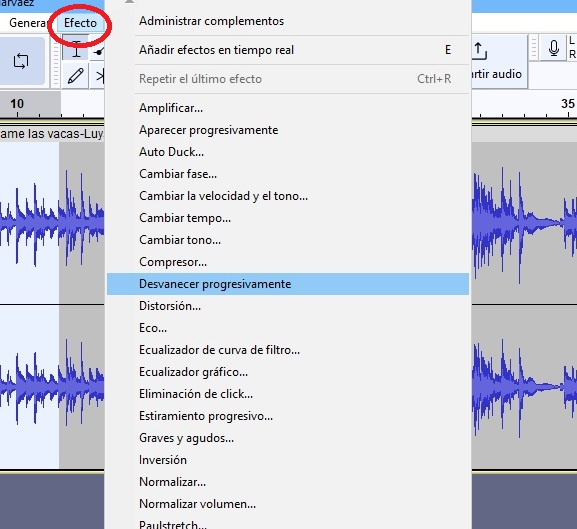 Genera
Efecto
Administrar complementos
Añadir efectos en tiempo real E
Repetir el último efecto Ctrl+R
rtir audio
10
35
ame las vacas-Luy
Amplificar...
Aparecer progresivamente
Auto Duck...
Cambiar fase...
Cambiar la velocidad y el tono...
Cambiar tempo...
Cambiar tono...
Compresor...
Desvanecer progresivamente
Distorsión...
Eco...
Ecualizador de curva de filtro...
Ecualizador gráfico...
Eliminación de click...
Estiramiento progresivo...
Graves y agudos...
Inversión
Normalizar...
Normalizar volumen...
Paulstretch...